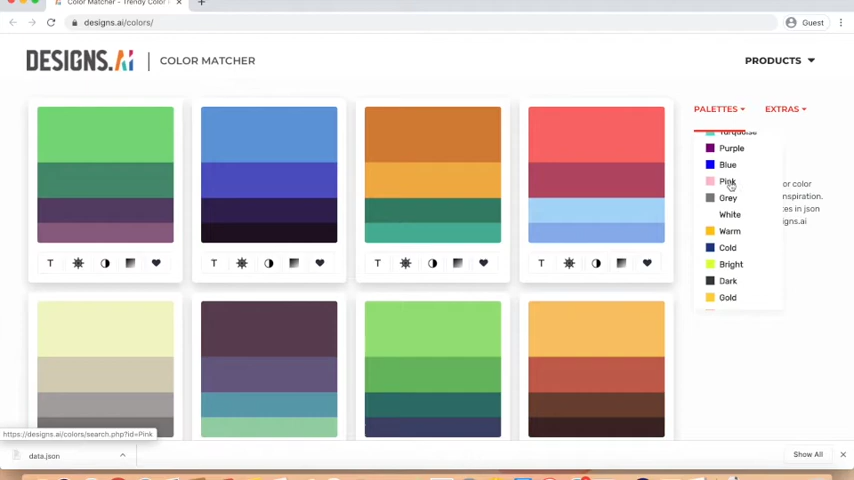 Color Matcher - Trendy Color
designs.ai/colors/
Guest
DESIGNS.AI
COLOR MATCHER
PRODUCTS
PALETTES
EXTRAS
Turquoise
Purple
Blue
Pink
Grey
White
Warm
Cold
Bright
Dark
Gold
or color
nspiration.
tes in json
signs.ai
T
T
T
T
https://designs.ai/colors/search.php?id=Pink
data.json
Show All